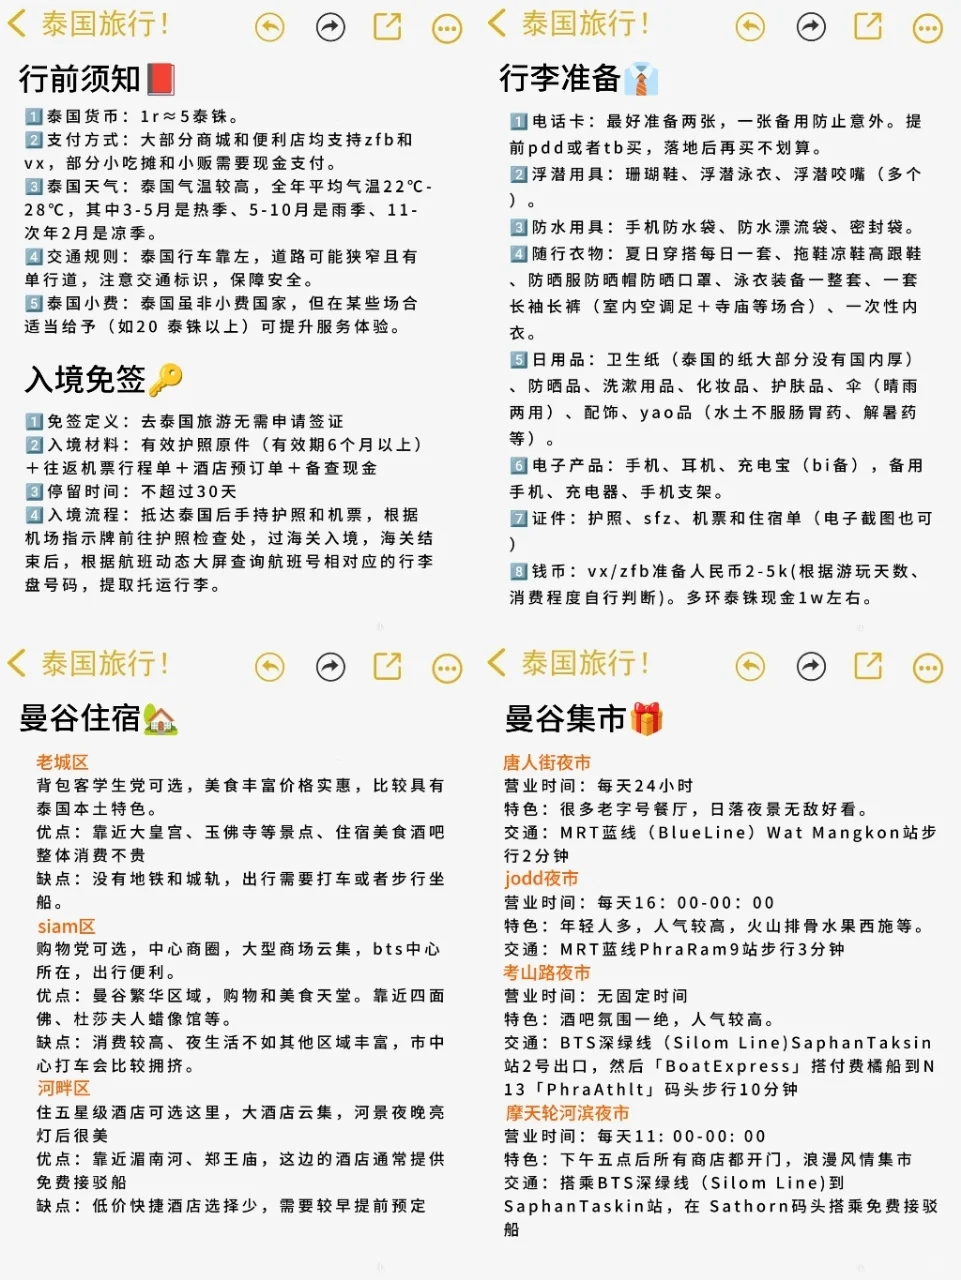 泰国旅行!
行前须知📕
1️⃣泰国货币：1r≈5泰铢。
2️⃣支付方式：大部分商城和便利店均支持zfb和
vx，部分小吃摊和小贩需要现金支付。
3️⃣泰国天气：泰国气温较高，全年平均气温22℃-
28℃，其中3-5月是热季、5-10月是雨季、11-
次年2月是凉季。
4️⃣交通规则：泰国行车靠左，道路可能狭窄且有
单行道，注意交通标识，保障安全。
5️⃣泰国小费：泰国虽非小费国家，但在某些场合
适当给予（如20 泰铢以上）可提升服务体验。
入境免签🔑
1️⃣免签定义：去泰国旅游无需申请签证
2️⃣入境材料：有效护照原件（有效期6个月以上）
＋往返机票行程单＋酒店预订单＋备查现金
3️⃣停留时间：不超过30天
4️⃣入境流程：抵达泰国后手持护照和机票，根据
机场指示牌前往护照检查处，过海关入境，海关结
束后，根据航班动态大屏查询航班号相对应的行李
盘号码，提取托运行李。
泰国旅行!
行李准备👔
1️⃣电话卡：最好准备两张，一张备用防止意外。提
前pdd或者tb买，落地后再买不划算。
2️⃣浮潜用具：珊瑚鞋、浮潜泳衣、浮潜咬嘴（多个
）。
3️⃣防水用具：手机防水袋、防水漂流袋、密封袋。
4️⃣随行衣物：夏日穿搭每日一套、拖鞋凉鞋高跟鞋
、防晒服防晒帽防晒口罩、泳衣装备一整套、一套
长袖长裤（室内空调足＋寺庙等场合）、一次性内
衣。
5️⃣日用品：卫生纸（泰国的纸大部分没有国内厚）
、防晒品、洗漱用品、化妆品、护肤品、伞（晴雨
两用）、配饰、yao品（水土不服肠胃药、解暑药
等）。
6️⃣电子产品：手机、耳机、充电宝（bi备），备用
手机、充电器、手机支架。
7️⃣证件：护照、sfz、机票和住宿单（电子截图也可
）
8️⃣钱币：vx/zfb准备人民币2-5k(根据游玩天数、
消费程度自行判断)。多环泰铢现金1w左右。
泰国旅行!
曼谷住宿🏡
老城区
背包客学生党可选，美食丰富价格实惠，比较具有
泰国本土特色。
优点：靠近大皇宫、玉佛寺等景点、住宿美食酒吧
整体消费不贵
缺点：没有地铁和城轨，出行需要打车或者步行坐
船。
siam区
购物党可选，中心商圈，大型商场云集，bts中心
所在，出行便利。
优点：曼谷繁华区域，购物和美食天堂。靠近四面
佛、杜莎夫人蜡像馆等。
缺点：消费较高、夜生活不如其他区域丰富，市中
心打车会比较拥挤。
河畔区
住五星级酒店可选这里，大酒店云集，河景夜晚亮
灯后很美
优点：靠近湄南河、郑王庙，这边的酒店通常提供
免费接驳船
缺点：低价快捷酒店选择少，需要较早提前预定
泰国旅行!
曼谷集市🎁
唐人街夜市
营业时间：每天24小时
特色：很多老字号餐厅，日落夜景无敌好看。
交通：MRT蓝线（BlueLine）Wat Mangkon站步
行2分钟
jodd夜市
营业时间：每天16：00-00：00
特色：年轻人多，人气较高，火山排骨水果西施等。
交通：MRT蓝线PhraRam9站步行3分钟
考山路夜市
营业时间：无固定时间
特色：酒吧氛围一绝，人气较高。
交通：BTS深绿线（Silom Line)SaphanTaksin
站2号出口，然后「BoatExpress」搭付费橘船到N
13「PhraAthlt」码头步行10分钟
摩天轮河滨夜市
营业时间：每天11: 00-00: 00
特色：下午五点后所有商店都开门，浪漫风情集市
交通：搭乘BTS深绿线（Silom Line)到
SaphanTaskin站，在 Sathorn码头搭乘免费接驳
船